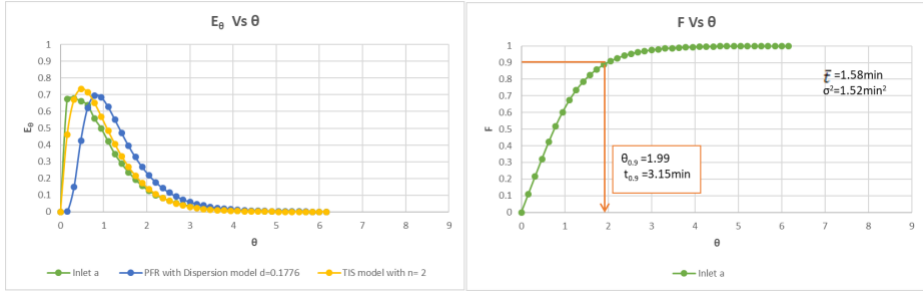 E_θ Vs θ
1
0.9
0.8
0.7
0.6
0.5
0.4
0.3
0.2
0.1
0
E_θ
0 1 2 3 4 5 6 7 8 9
θ
Inlet a PFR with Dispersion model d=0.1776 TIS model with n= 2
F Vs θ
1
0.9
0.8
0.7
0.6
0.5
0.4
0.3
0.2
0.1
0
F
t̅ =1.58min
σ²=1.52min²
θ₀.₉ =1.99
t₀.₉ =3.15min
0 1 2 3 4 5 6 7 8 9
θ
Inlet a